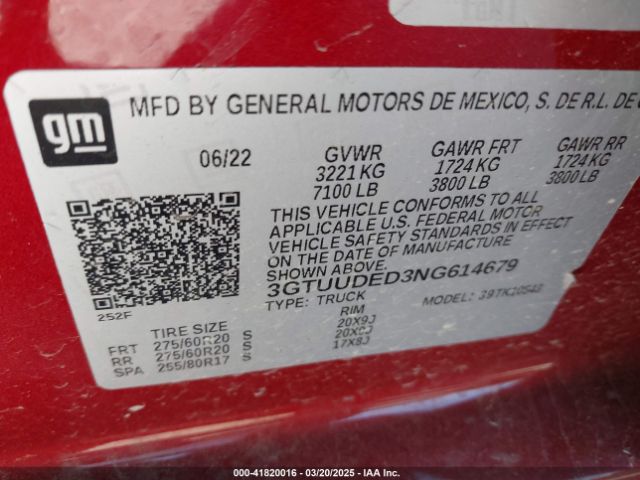 gm
MFD BY GENERAL MOTORS DE MEXICO, S. DE R.L. DE
06/22 GVWR GAWR FRT GAWR RR
3221 KG 1724 KG 1724 KG
7100 LB 3800 LB 3800 LB
THIS VEHICLE CONFORMS TO ALL
APPLICABLE U.S. FEDERAL MOTOR
VEHICLE SAFETY STANDARDS IN EFFECT
ON THE DATE OF MANUFACTURE
SHOWN ABOVE.
3GTUUDED3NG614679
TYPE: TRUCK MODEL:
252F
TIRE SIZE RIM
FRT 275/60R20 S 20X9J
RR 275/60R20 S 20X9J
SPA 255/80R17 S 17X8J
000-41820016 — 03/20/2025 — IAA Inc.